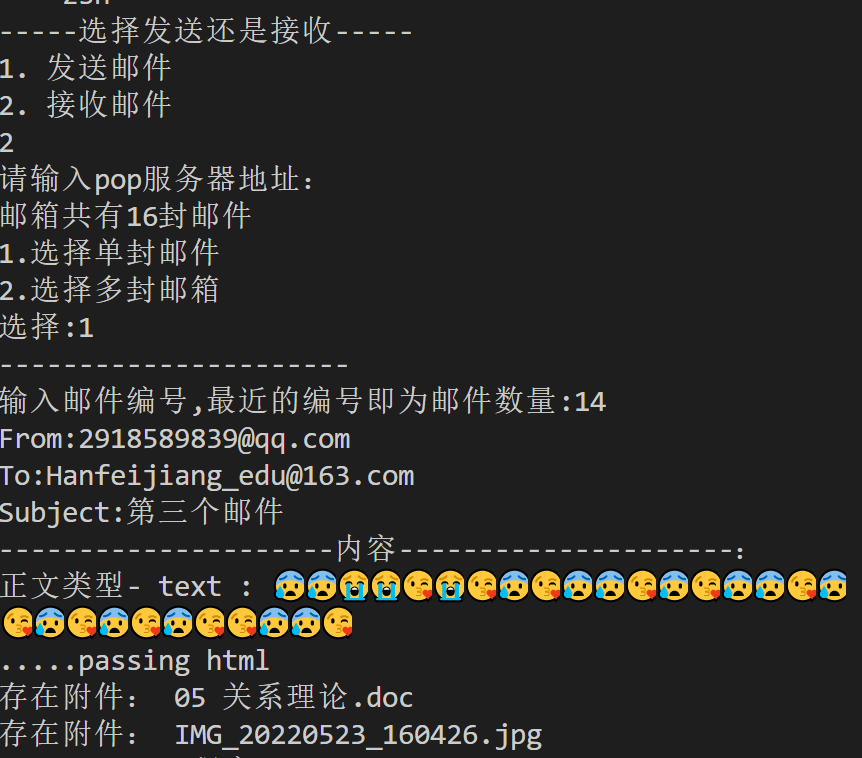 -----选择发送还是接收-----
1. 发送邮件
2. 接收邮件
2
请输入pop服务器地址：
邮箱共有16封邮件
1.选择单封邮件
2.选择多封邮箱
选择:1
----------------------
输入邮件编号,最近的编号即为邮件数量:14
From:2918589839@qq.com
To:Hanfeijiang_edu@163.com
Subject:第三个邮件
---------------------内容---------------------：
正文类型- text : 😰😰😭😭😘😭😘😰😘😰😰😘😰😘😰😰😘😰
😘😰😘😰😘😰😘😘😰😰😘
.....passing html
存在附件： 05 关系理论.doc
存在附件： IMG_20220523_160426.jpg